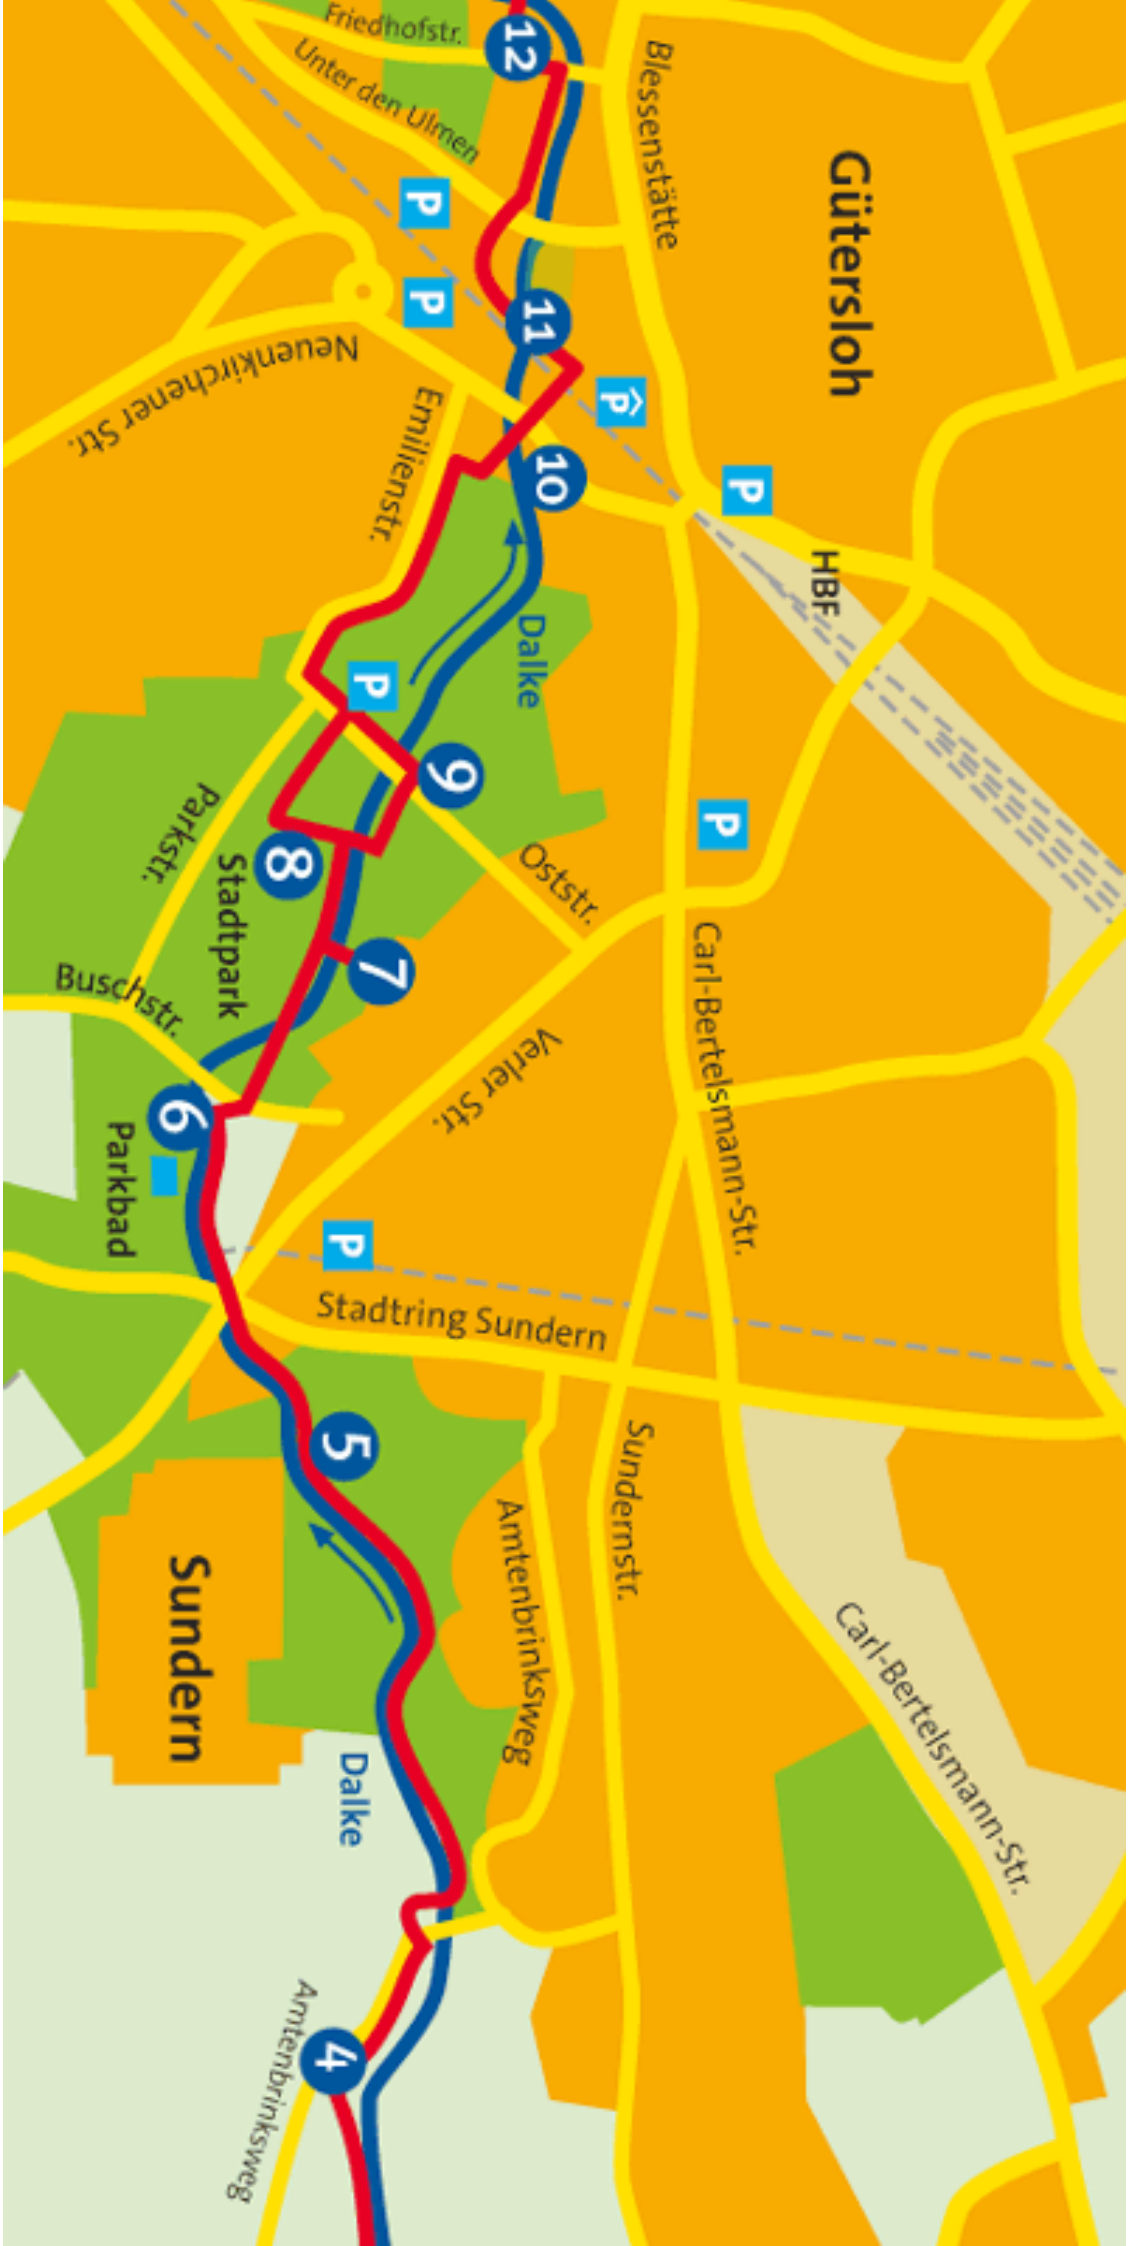 Friedhofstr.
12
Unter den Ulmen
Blessenstätte
Gütersloh
P
P
11
Neuenkirchener Str.
P
Emilienstr.
10
P
HBF
Dalke
P
9
P
Parkstr.
8
Oststr.
Stadtpark
7
Carl-Bertelsmann-Str.
Buschstr.
Verler Str.
6
Parkbad
P
Stadtring Sundern
5
Sundernstr.
Amtenbrinksweg
Sundern
Carl-Bertelsmann-Str.
Dalke
4
Amtenbrinksweg